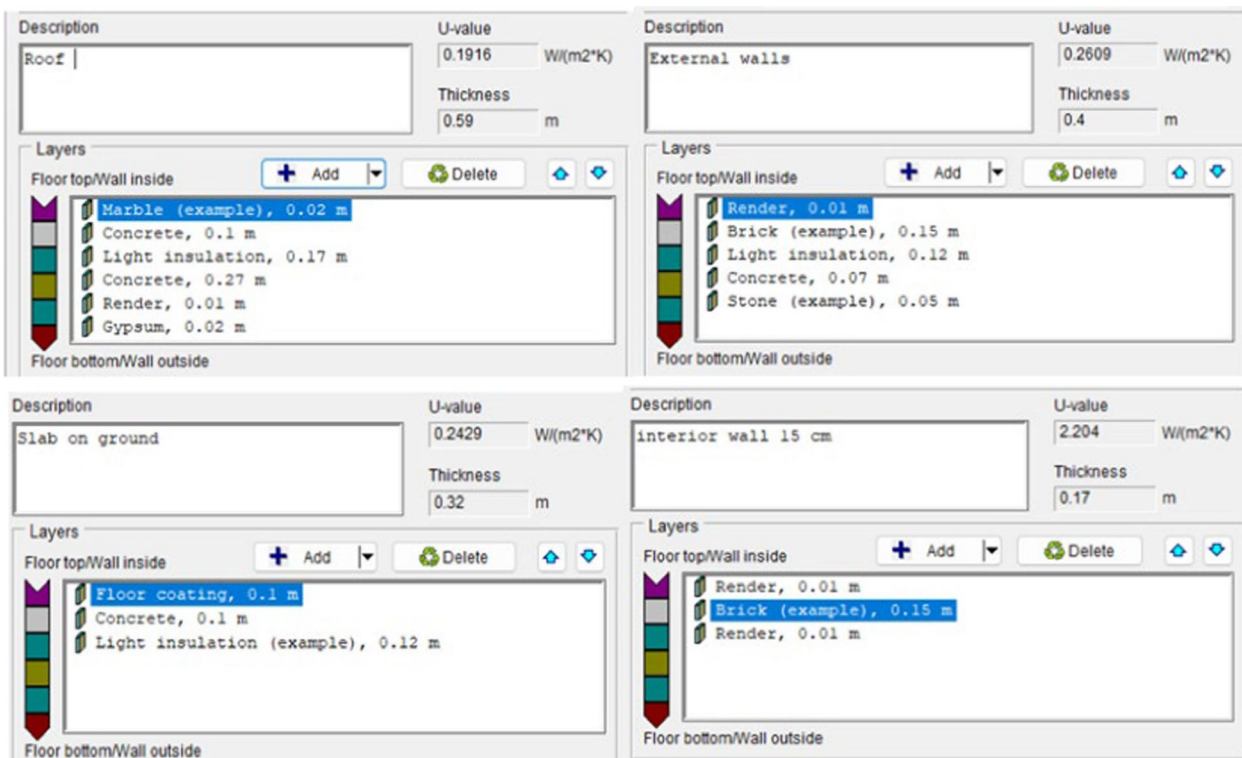 Description
U-value
Roof
0.1916 W/(m2*K)
Thickness
0.59 m
Layers
Floor top/Wall inside
Add
Delete
Marble (example), 0.02 m
Concrete, 0.1 m
Light insulation, 0.17 m
Concrete, 0.27 m
Render, 0.01 m
Gypsum, 0.02 m
Floor bottom/Wall outside
Description
U-value
External walls
0.2609 W/(m2*K)
Thickness
0.4 m
Layers
Floor top/Wall inside
Add
Delete
Render, 0.01 m
Brick (example), 0.15 m
Light insulation, 0.12 m
Concrete, 0.07 m
Stone (example), 0.05 m
Floor bottom/Wall outside
Description
U-value
Slab on ground
0.2429 W/(m2*K)
Thickness
0.32 m
Layers
Floor top/Wall inside
Add
Delete
Floor coating, 0.1 m
Concrete, 0.1 m
Light insulation (example), 0.12 m
Floor bottom/Wall outside
Description
U-value
interior wall 15 cm
2.204 W/(m2*K)
Thickness
0.17 m
Layers
Floor top/Wall inside
Add
Delete
Render, 0.01 m
Brick (example), 0.15 m
Render, 0.01 m
Floor bottom/Wall outside